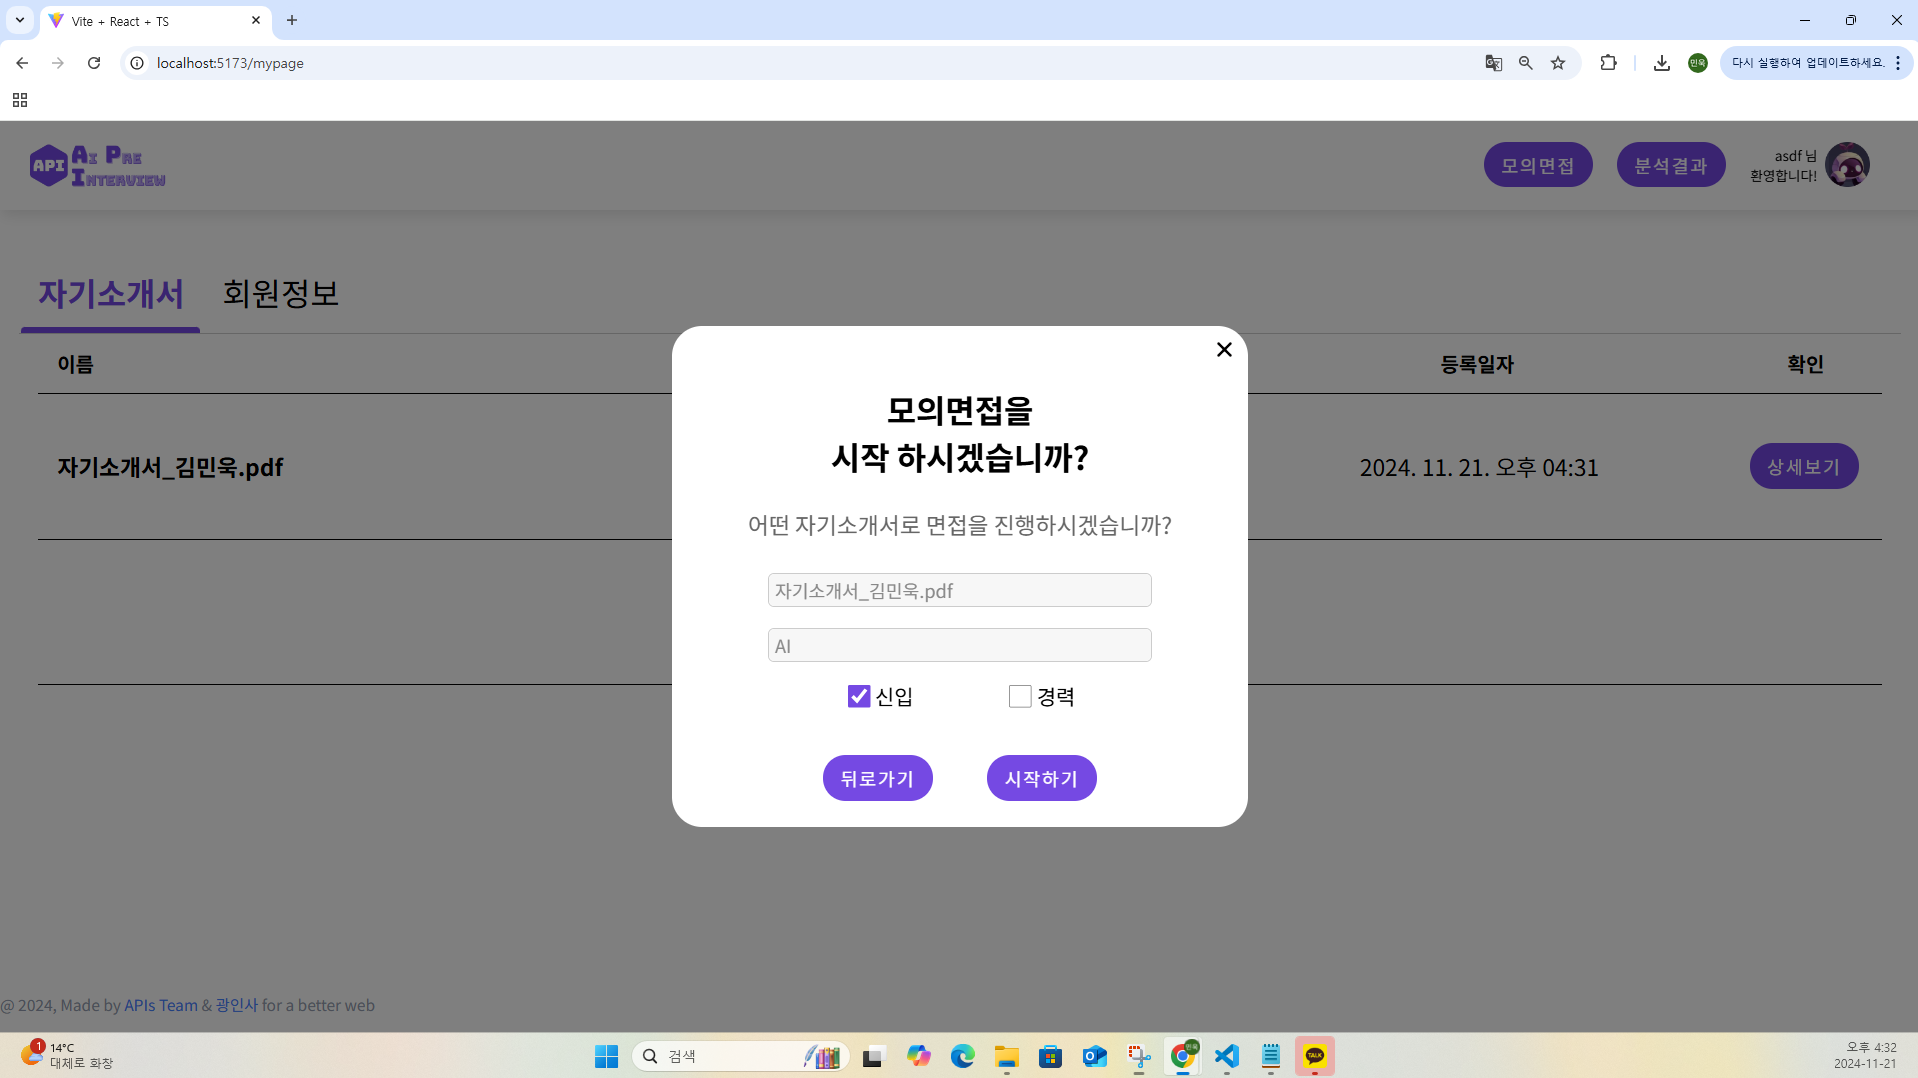 Vite + React + TS
localhost:5173/mypage
민욱
다시 실행하여 업데이트하세요.
API
AI PRE
INTERVIEW
모의면접
분석결과
asdf 님
환영합니다!
자기소개서
회원정보
이름
등록일자
확인
자기소개서_김민욱.pdf
2024. 11. 21. 오후 04:31
상세보기
모의면접을
시작 하시겠습니까?
어떤 자기소개서로 면접을 진행하시겠습니까?
자기소개서_김민욱.pdf
AI
신입
경력
뒤로가기
시작하기
@ 2024, Made by APIs Team & 광인사 for a better web
1
14°C
대체로 화창
검색
민욱
TALK
오후 4:32
2024-11-21